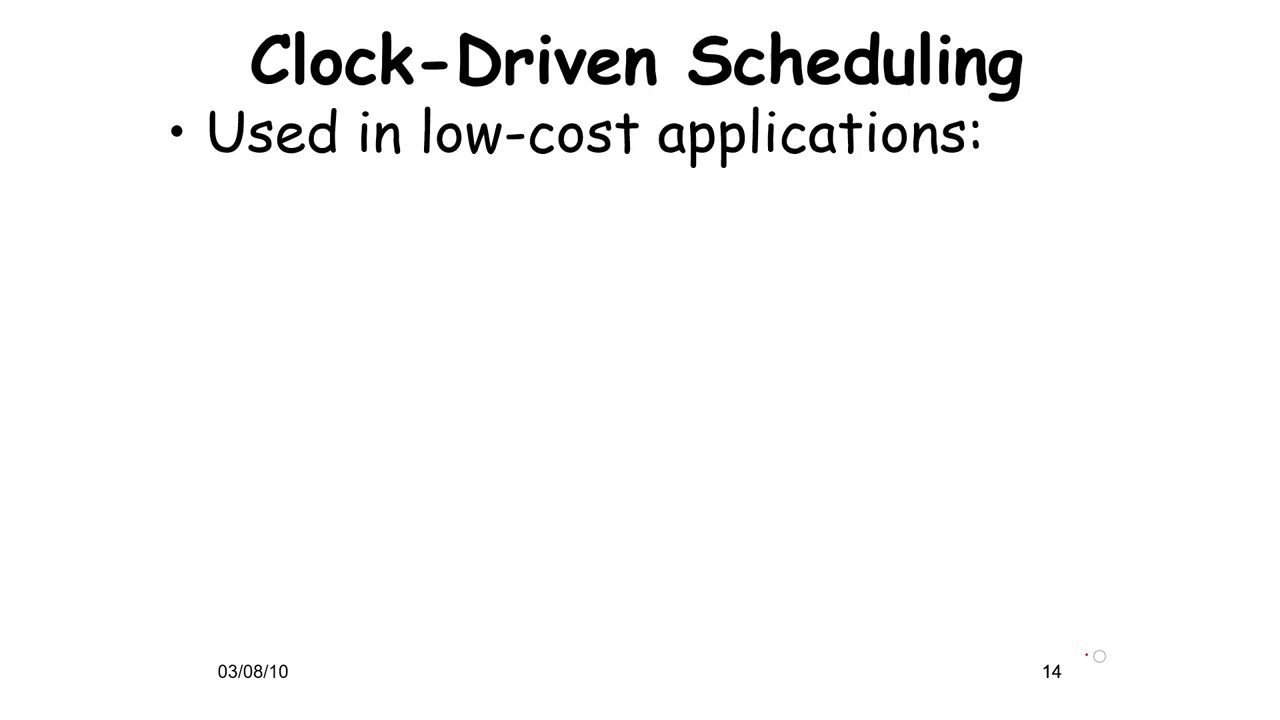 Clock-Driven Scheduling
• Used in low-cost applications:
03/08/10
14